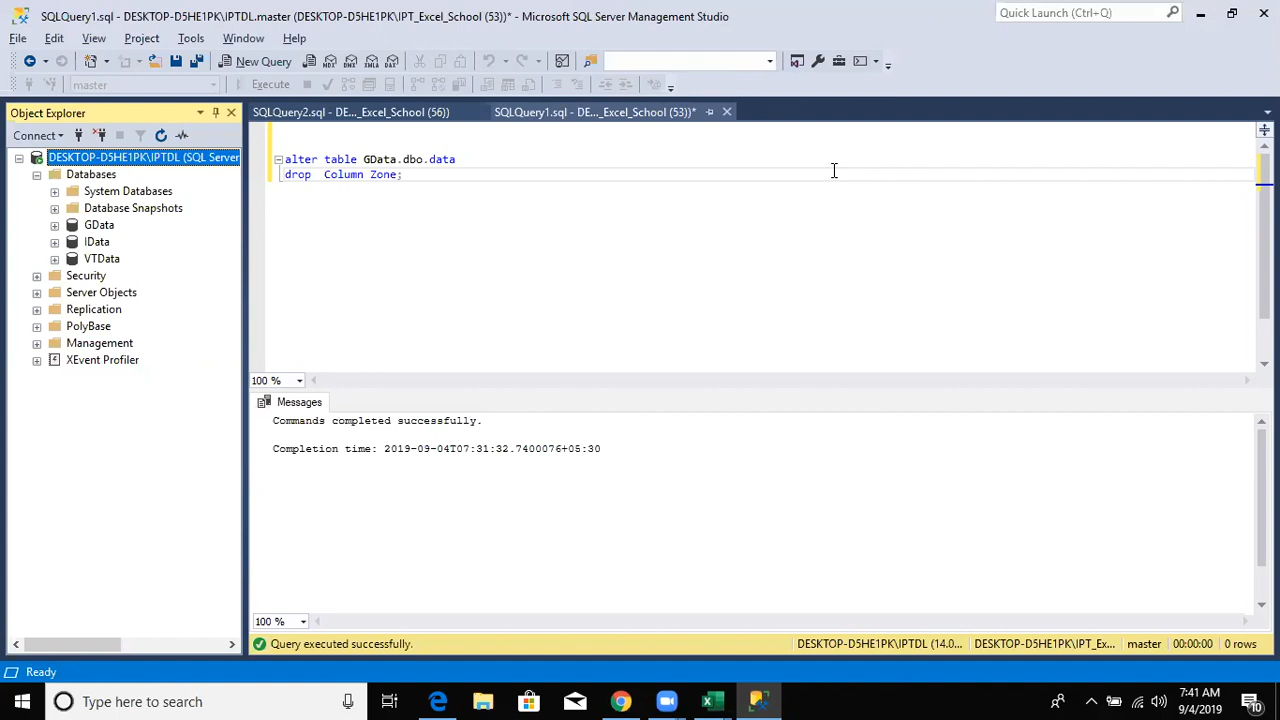 SQLQuery1.sql - DESKTOP-D5HE1PK\IPTDL.master (DESKTOP-D5HE1PK\IPT_Excel_School (53))* - Microsoft SQL Server Management Studio
Quick Launch (Ctrl+Q)
File Edit View Project Tools Window Help
New Query
master
Execute
Object Explorer
SQLQuery2.sql - DE..._Excel_School (56))
SQLQuery1.sql - DE..._Excel_School (53))*
Connect
DESKTOP-D5HE1PK\IPTDL (SQL Server
Databases
System Databases
Database Snapshots
GData
IData
VTData
Security
Server Objects
Replication
PolyBase
Management
XEvent Profiler
alter table GData.dbo.data
drop  Column Zone;
100 %
Messages
Commands completed successfully.
Completion time: 2019-09-04T07:31:32.7400076+05:30
100 %
Query executed successfully.
DESKTOP-D5HE1PK\IPTDL (14.0...
DESKTOP-D5HE1PK\IPT_Ex...
master
00:00:00
0 rows
Ready
Type here to search
7:41 AM
9/4/2019
10